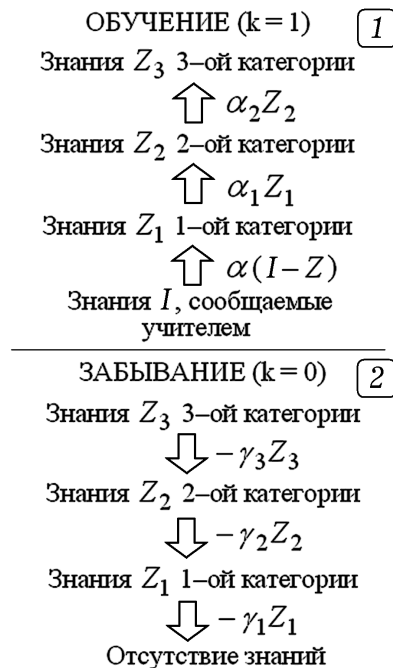 ОБУЧЕНИЕ (k = 1) 1
Знания Z₃ 3–ой категории
α₂Z₂
Знания Z₂ 2–ой категории
α₁Z₁
Знания Z₁ 1–ой категории
α(I – Z)
Знания I, сообщаемые
учителем
ЗАБЫВАНИЕ (k = 0) 2
Знания Z₃ 3–ой категории
– γ₃Z₃
Знания Z₂ 2–ой категории
– γ₂Z₂
Знания Z₁ 1–ой категории
– γ₁Z₁
Отсутствие знаний